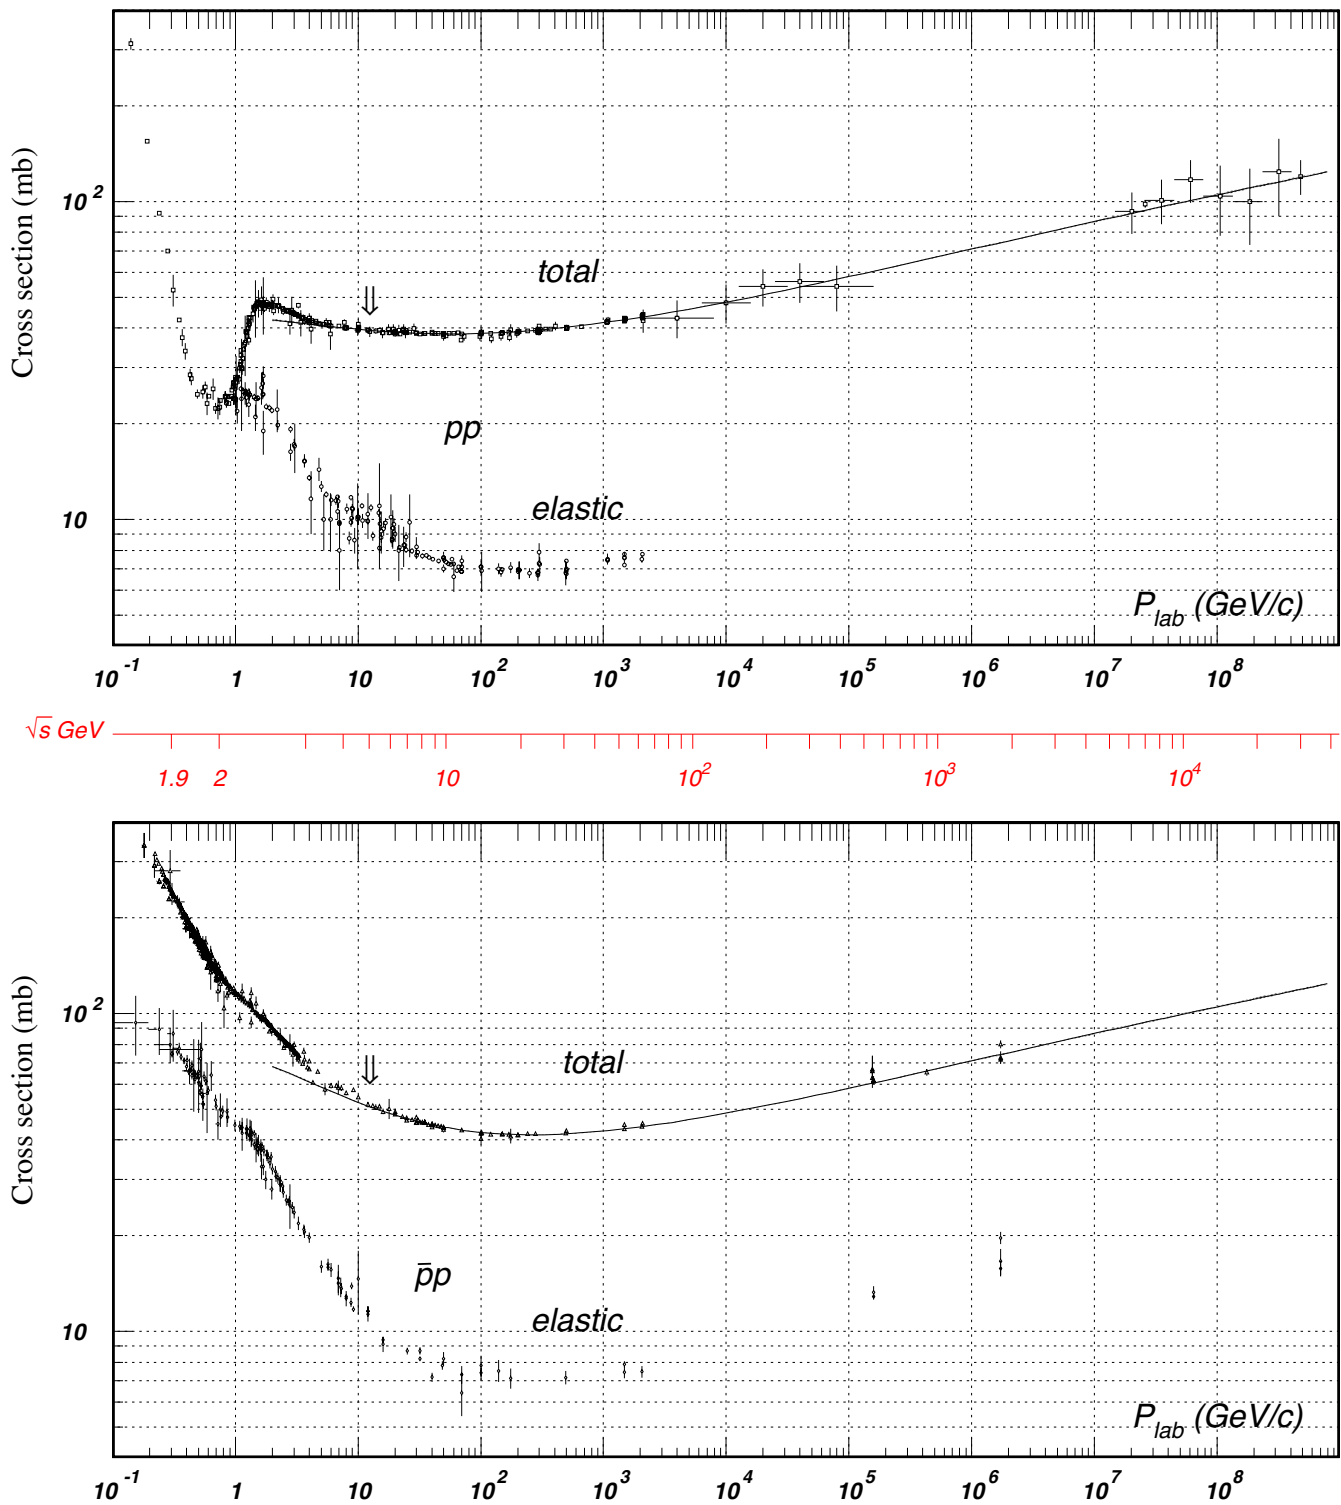 Cross section (mb)
10²
10
total
⇓
pp
elastic
P_lab (GeV/c)
10⁻¹ 1 10 10² 10³ 10⁴ 10⁵ 10⁶ 10⁷ 10⁸
√s GeV
1.9 2 10 10² 10³ 10⁴
Cross section (mb)
10²
10
total
⇓
p̄p
elastic
P_lab (GeV/c)
10⁻¹ 1 10 10² 10³ 10⁴ 10⁵ 10⁶ 10⁷ 10⁸